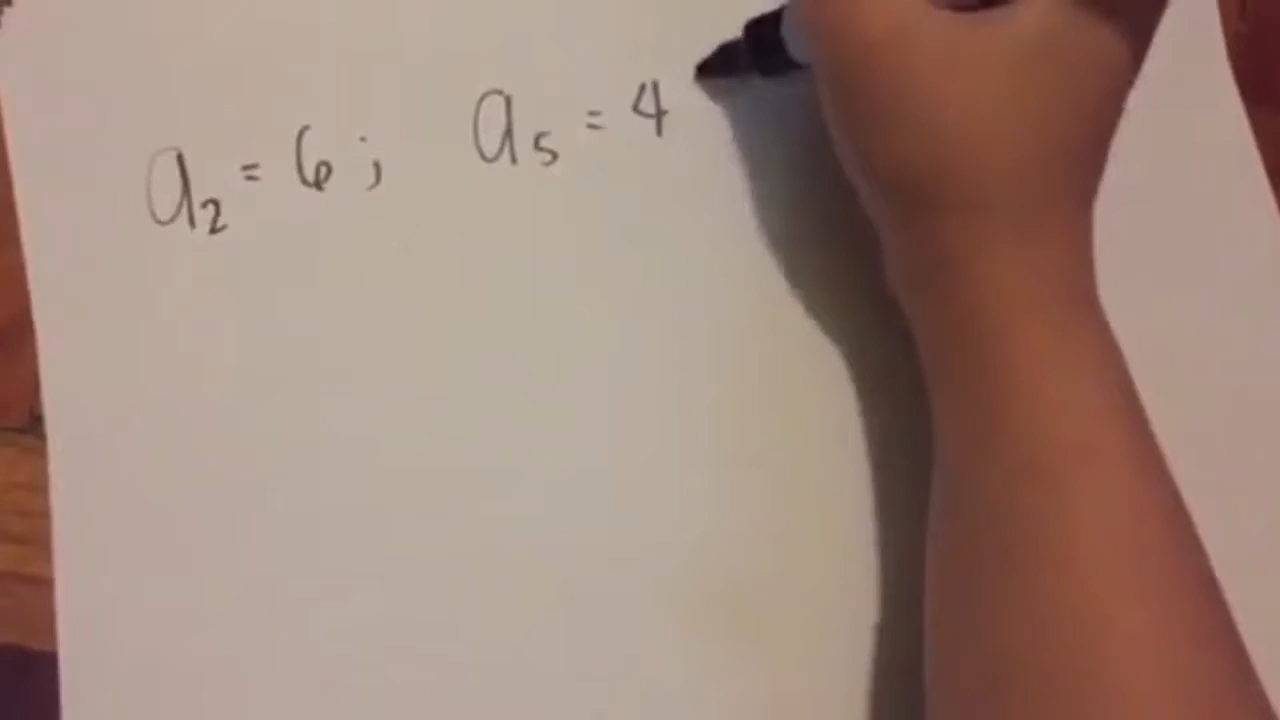 a₂ = 6; a₅ = 4